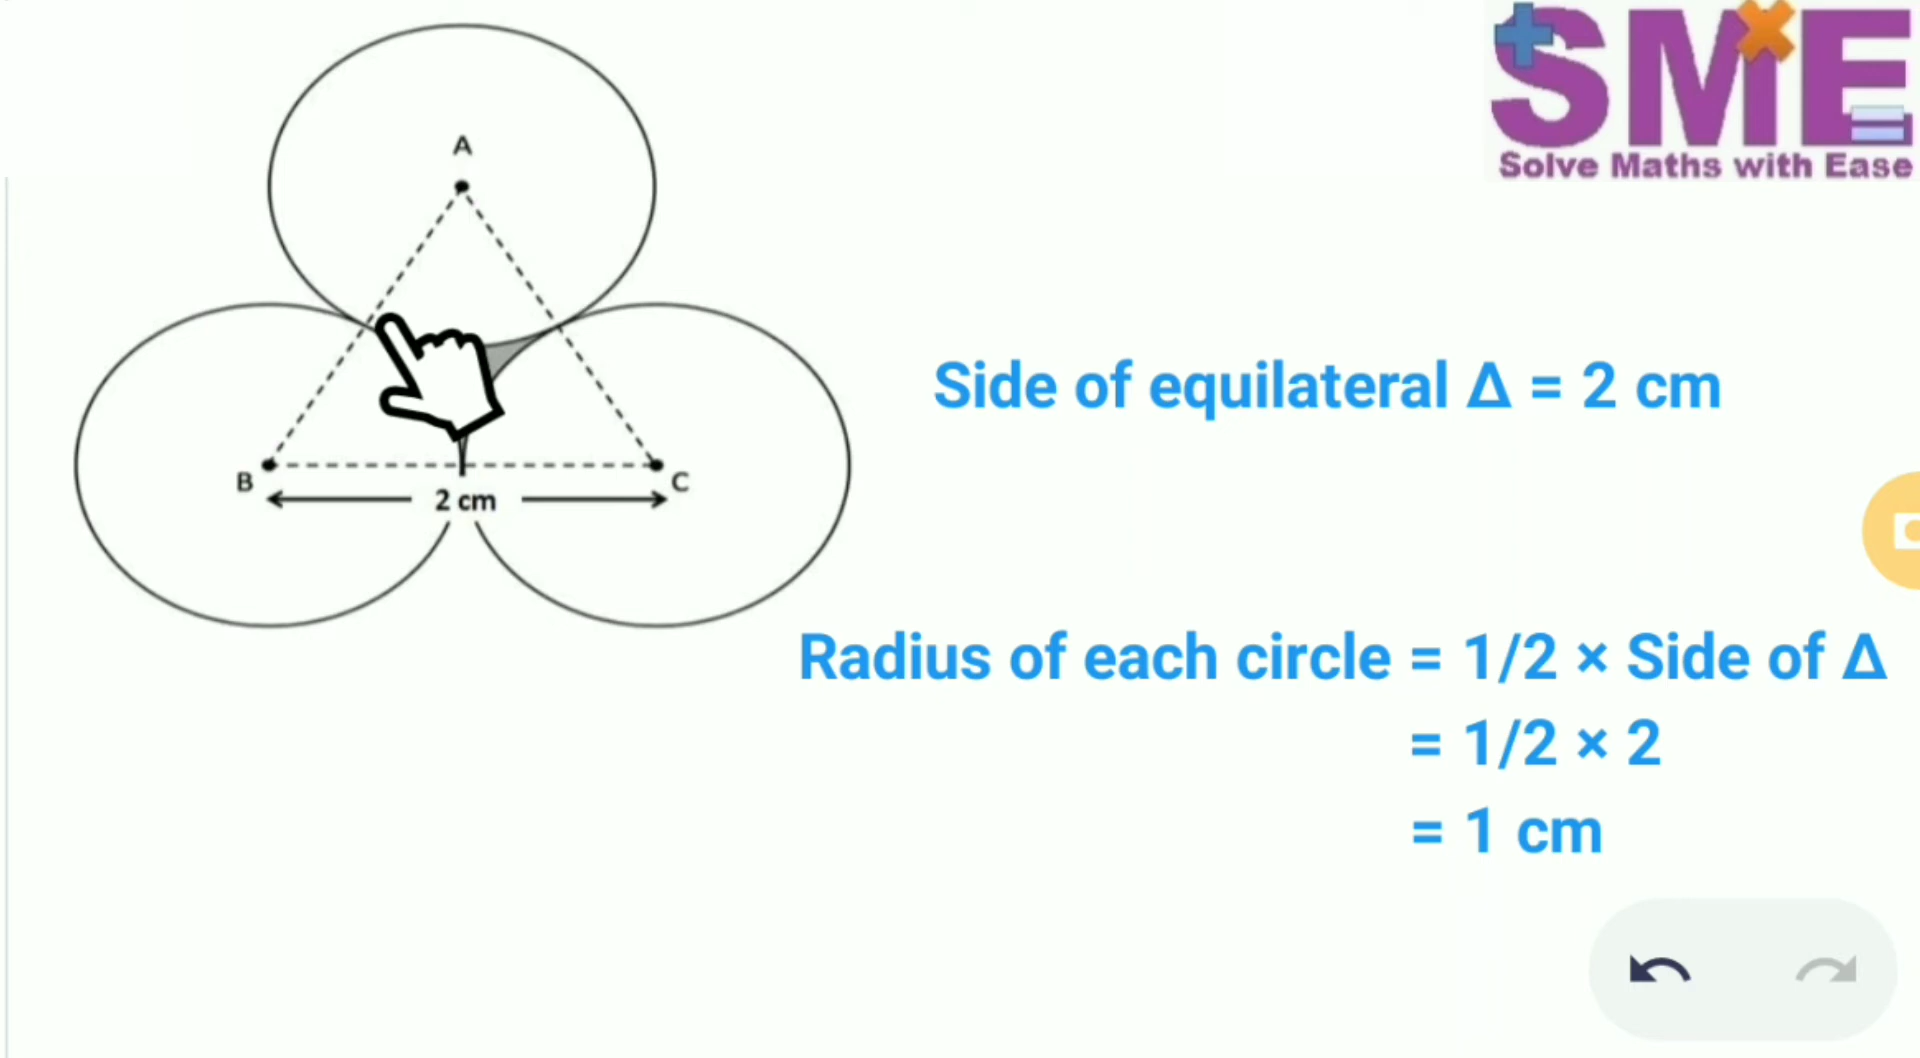 SME
Solve Maths with Ease
A
B
C
2 cm
Side of equilateral Δ = 2 cm
Radius of each circle = 1/2 × Side of Δ
= 1/2 × 2
= 1 cm